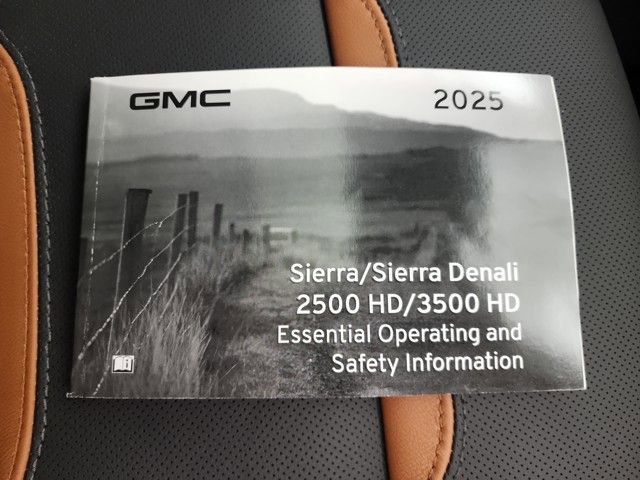 GMC 2025
Sierra/Sierra Denali
2500 HD/3500 HD
Essential Operating and
Safety Information